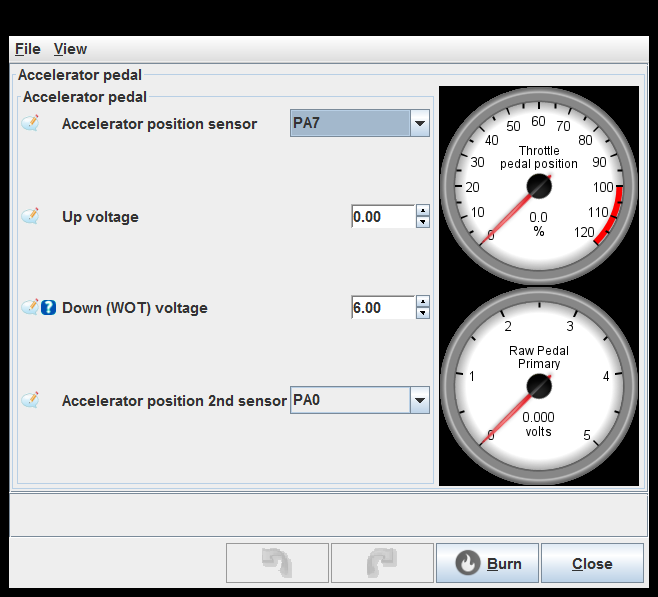 File View
Accelerator pedal
Accelerator pedal
Accelerator position sensor PA7
Up voltage 0.00
? Down (WOT) voltage 6.00
Accelerator position 2nd sensor PA0
Throttle
pedal position
0 10 20 30 40 50 60 70 80 90 100 110 120
0.0
%
Raw Pedal
Primary
0 1 2 3 4 5
0.000
volts
Burn Close